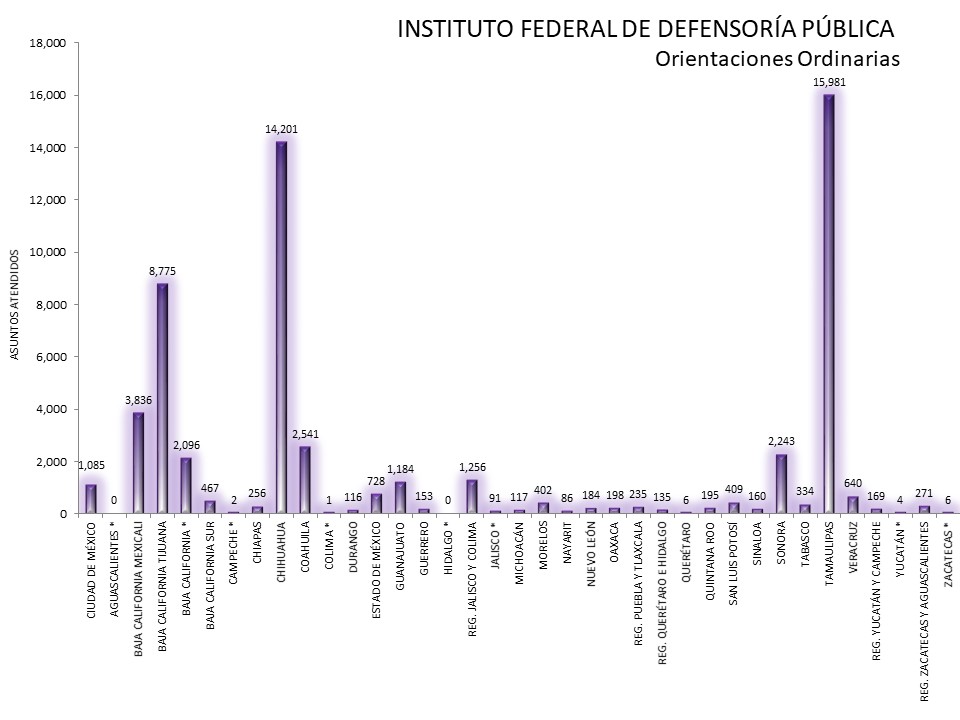 INSTITUTO FEDERAL DE DEFENSORÍA PÚBLICA
Orientaciones Ordinarias
ASUNTOS ATENDIDOS
18,000
16,000
14,000
12,000
10,000
8,000
6,000
4,000
2,000
0
1,085
0
3,836
8,775
2,096
467
2
256
14,201
2,541
1
116
728
1,184
153
0
1,256
91
117
402
86
184
198
235
135
6
195
409
160
2,243
334
15,981
640
169
4
271
6
CIUDAD DE MÉXICO
AGUASCALIENTES *
BAJA CALIFORNIA MEXICALI
BAJA CALIFORNIA TIJUANA
BAJA CALIFORNIA *
BAJA CALIFORNIA SUR
CAMPECHE *
CHIAPAS
CHIHUAHUA
COAHUILA
COLIMA *
DURANGO
ESTADO DE MÉXICO
GUANAJUATO
GUERRERO
HIDALGO *
REG. JALISCO Y COLIMA
JALISCO *
MICHOACÁN
MORELOS
NAYARIT
NUEVO LEÓN
OAXACA
REG. PUEBLA Y TLAXCALA
REG. QUERÉTARO E HIDALGO
QUERÉTARO
QUINTANA ROO
SAN LUIS POTOSÍ
SINALOA
SONORA
TABASCO
TAMAULIPAS
VERACRUZ
REG. YUCATÁN Y CAMPECHE
YUCATÁN *
REG. ZACATECAS Y AGUASCALIENTES
ZACATECAS *